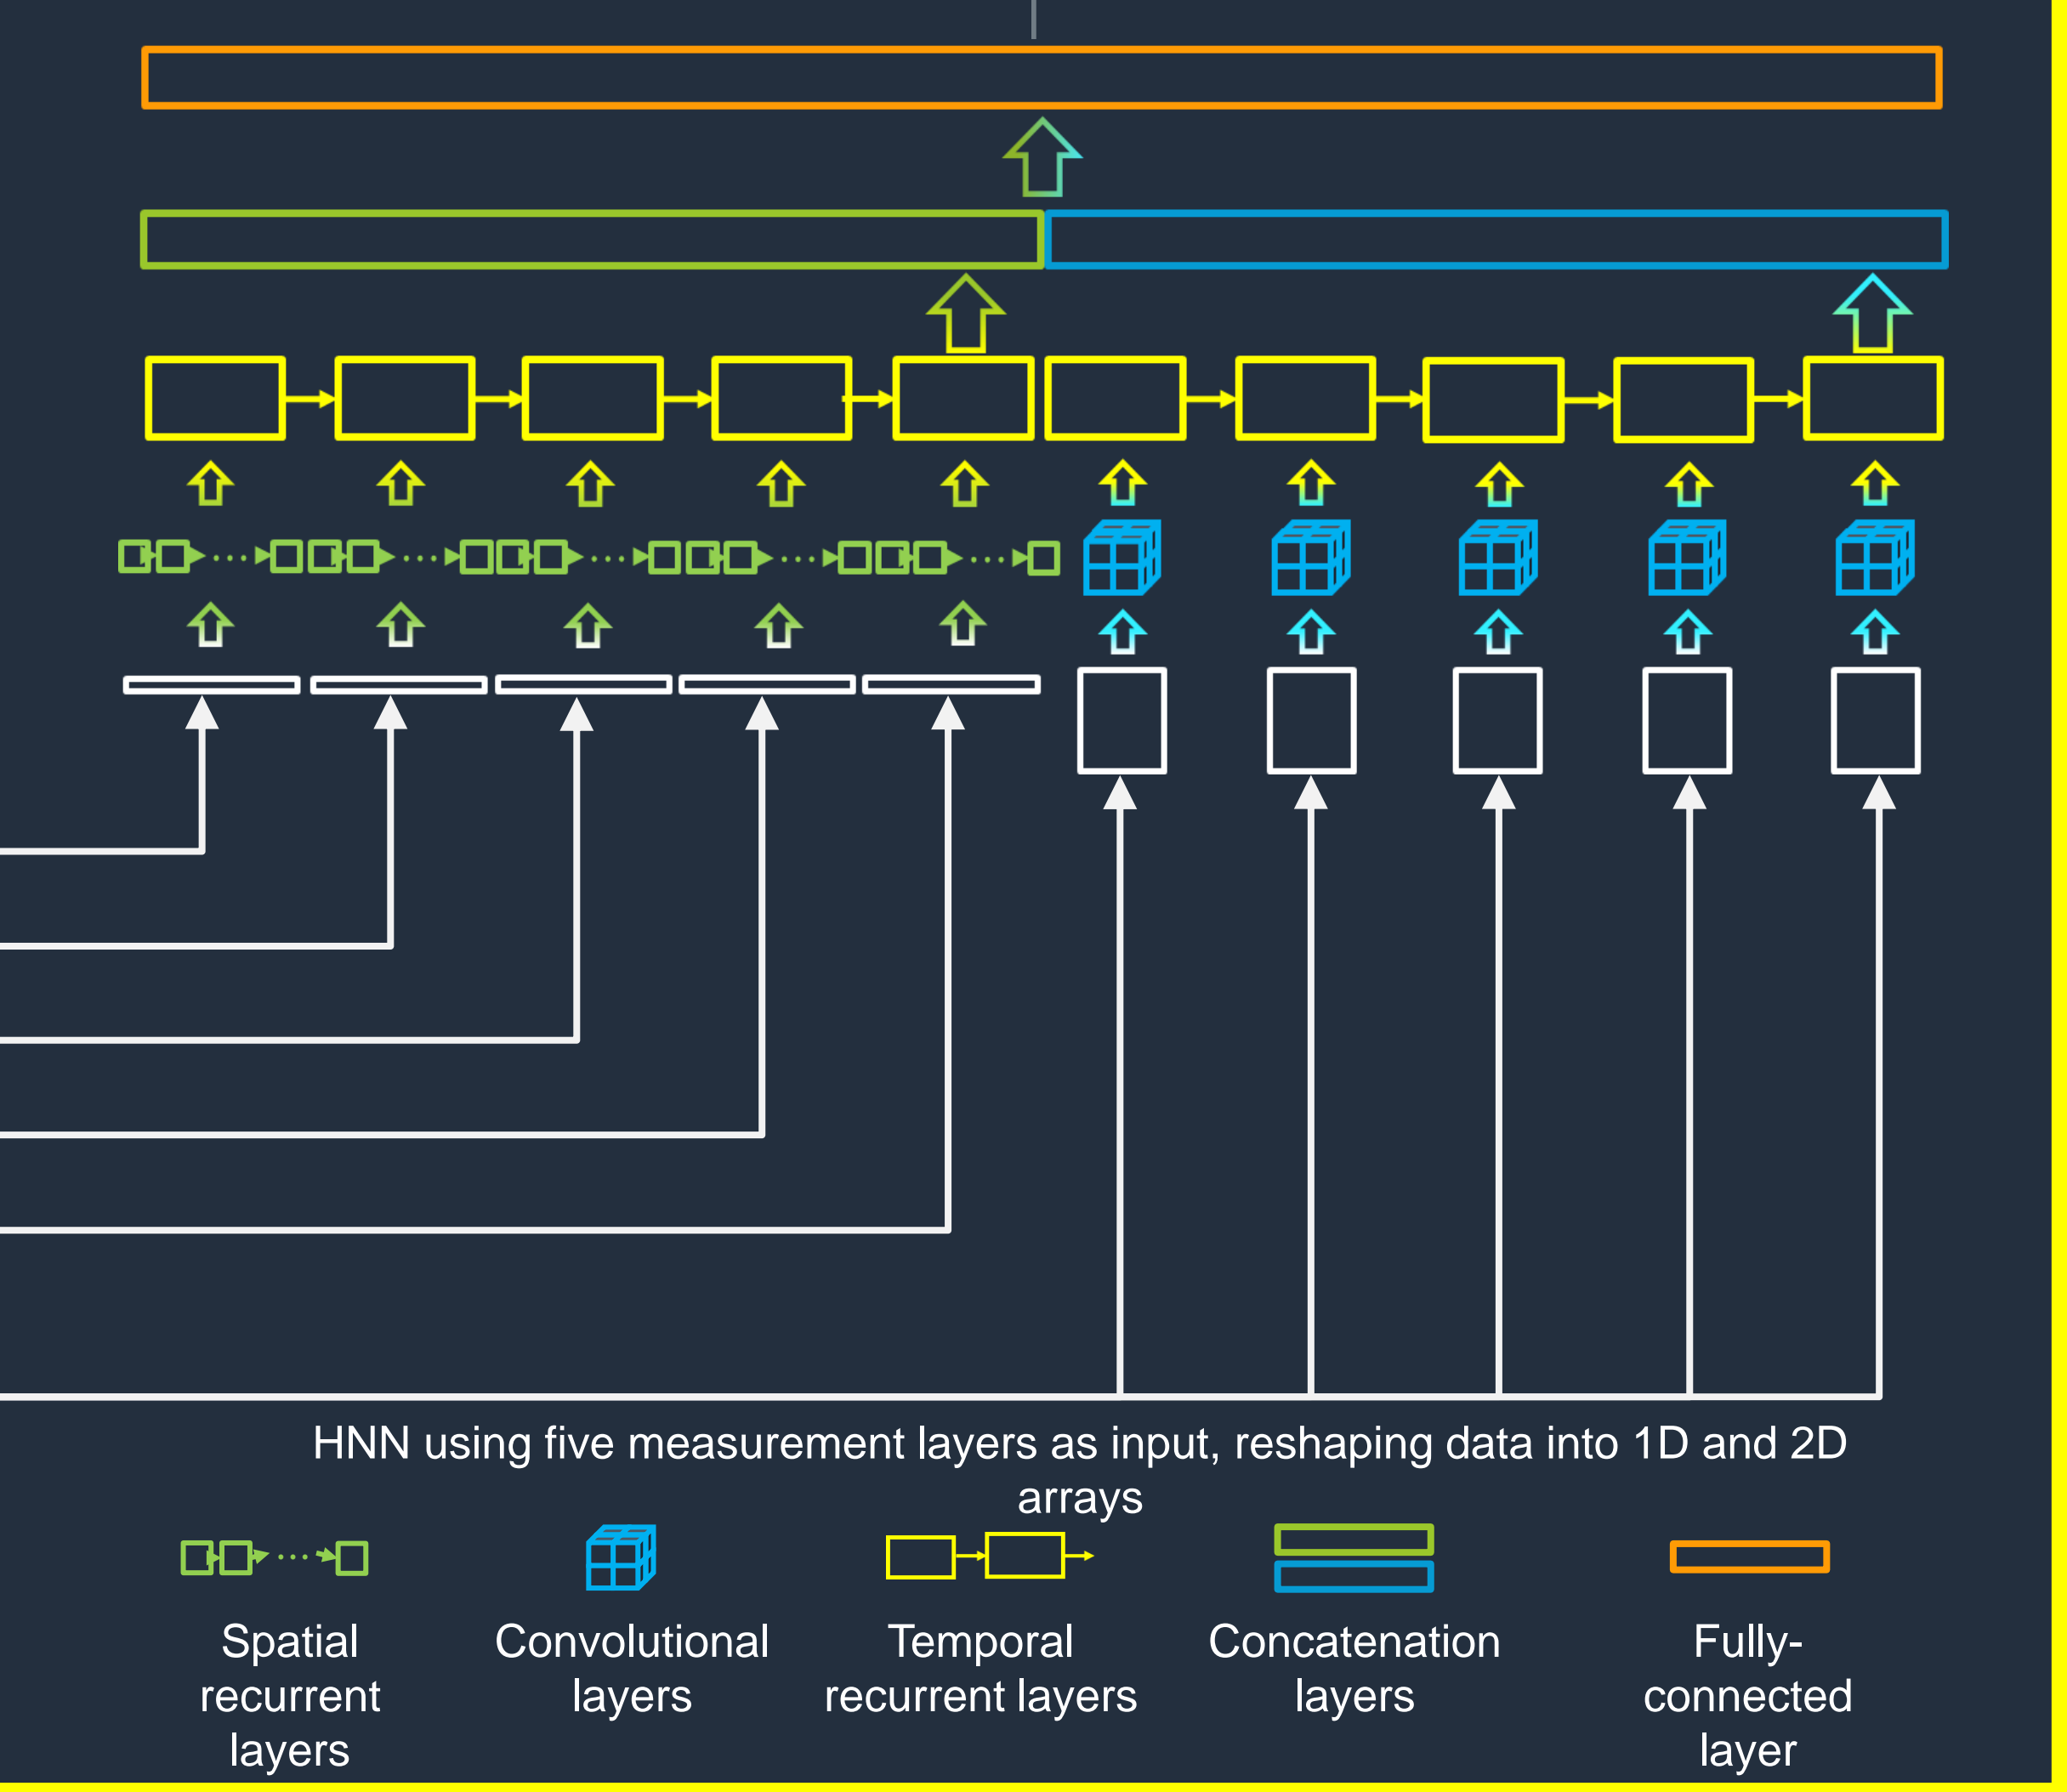 HNN using five measurement layers as input, reshaping data into 1D and 2D
arrays
Spatial
recurrent
layers
Convolutional
layers
Temporal
recurrent layers
Concatenation
layers
Fully-
connected
layer